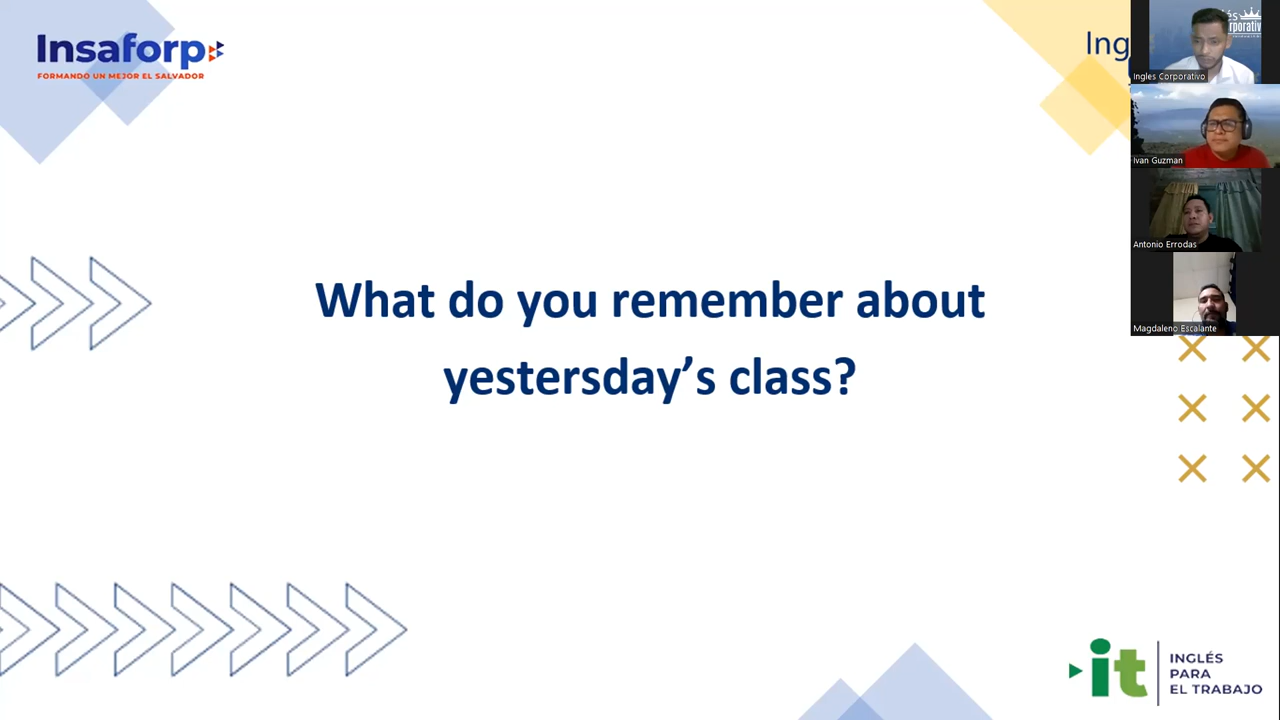 Insaforp
FORMANDO UN MEJOR EL SALVADOR
Ing
Ingles Corporativo
Ivan Guzman
Antonio Errodas
Magdaleno Escalante
What do you remember about
yesterday’s class?
it
INGLÉS
PARA
EL TRABAJO